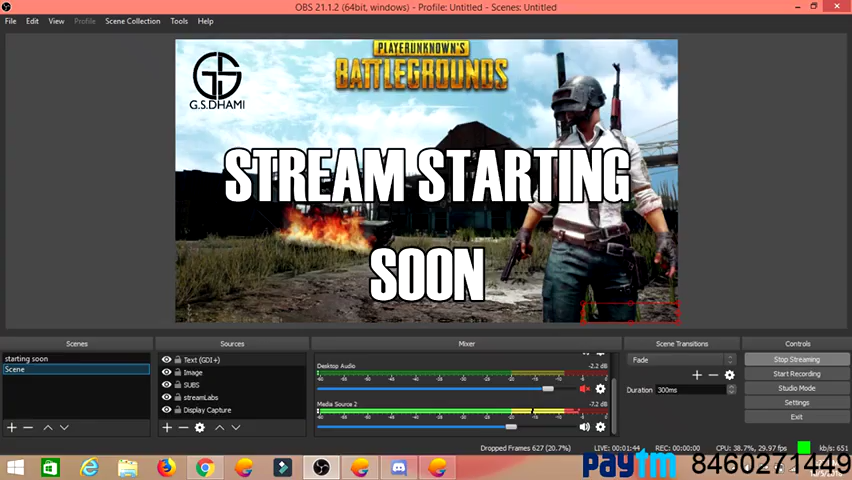 OBS 21.1.2 (64bit, windows) - Profile: Untitled - Scenes: Untitled
File Edit View Profile Scene Collection Tools Help
PLAYERUNKNOWN'S
BATTLEGROUNDS
GS
G.S.DHAMI
STREAM STARTING
SOON
Scenes
starting soon
Scene
Sources
Text (GDI+)
Image
SUBS
streamLabs
Display Capture
Mixer
Desktop Audio -2.2 dB
Media Source 2 -7.2 dB
Scene Transitions
Fade
Duration 300ms
Controls
Stop Streaming
Start Recording
Studio Mode
Settings
Exit
Dropped Frames 627 (20.7%) LIVE: 00:01:44 REC: 00:00:00 CPU: 38.7%, 29.97 fps kb/s: 651
paytm 8460271449